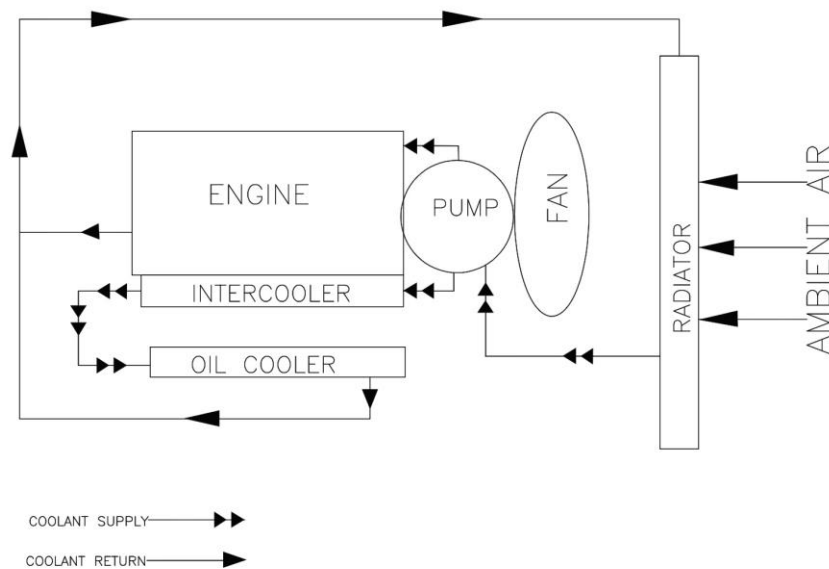 ENGINE
PUMP
FAN
INTERCOOLER
OIL COOLER
RADIATOR
AMBIENT AIR
COOLANT SUPPLY
COOLANT RETURN